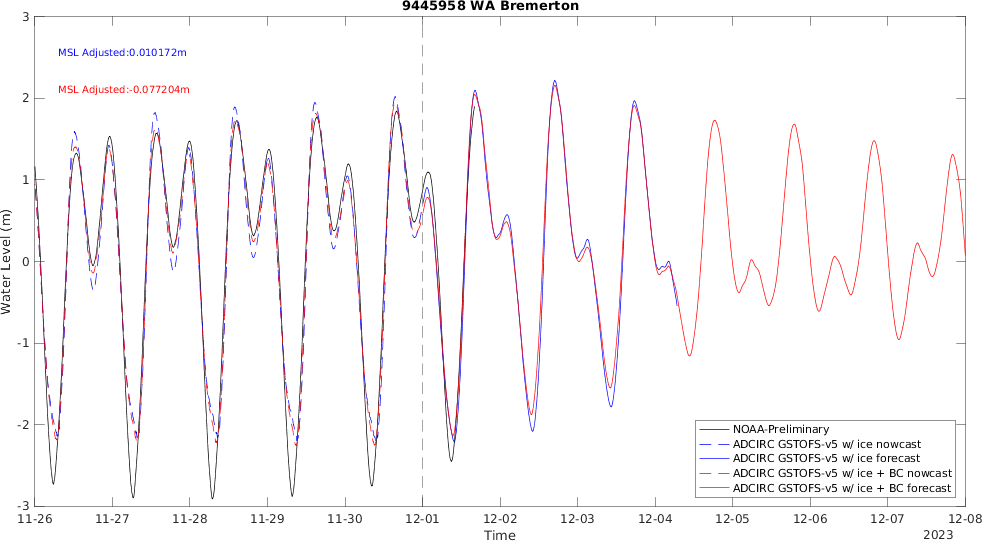 9445958 WA Bremerton
MSL Adjusted:0.010172m
MSL Adjusted:-0.077204m
Water Level (m)
3
2
1
0
-1
-2
-3
NOAA-Preliminary
ADCIRC GSTOFS-v5 w/ ice nowcast
ADCIRC GSTOFS-v5 w/ ice forecast
ADCIRC GSTOFS-v5 w/ ice + BC nowcast
ADCIRC GSTOFS-v5 w/ ice + BC forecast
11-26 11-27 11-28 11-29 11-30 12-01 12-02 12-03 12-04 12-05 12-06 12-07 12-08
Time
2023